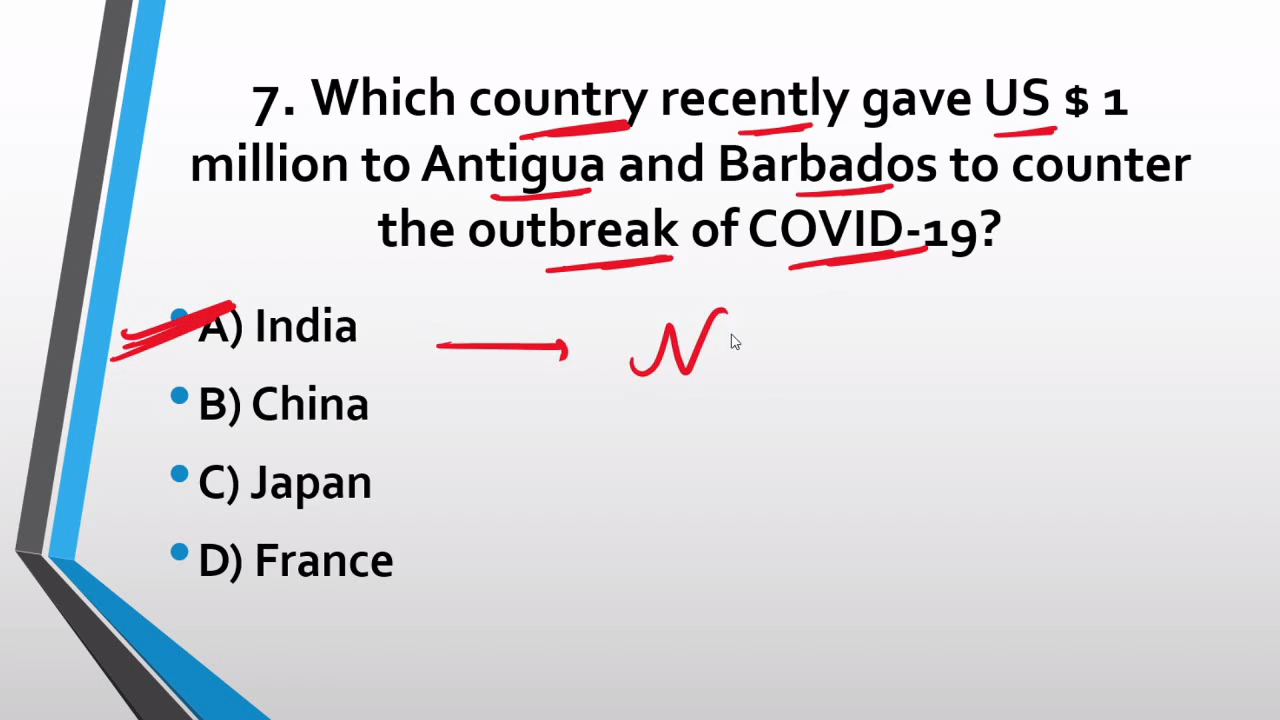 7. Which country recently gave US $ 1
million to Antigua and Barbados to counter
the outbreak of COVID-19?
A) India
N
B) China
C) Japan
D) France